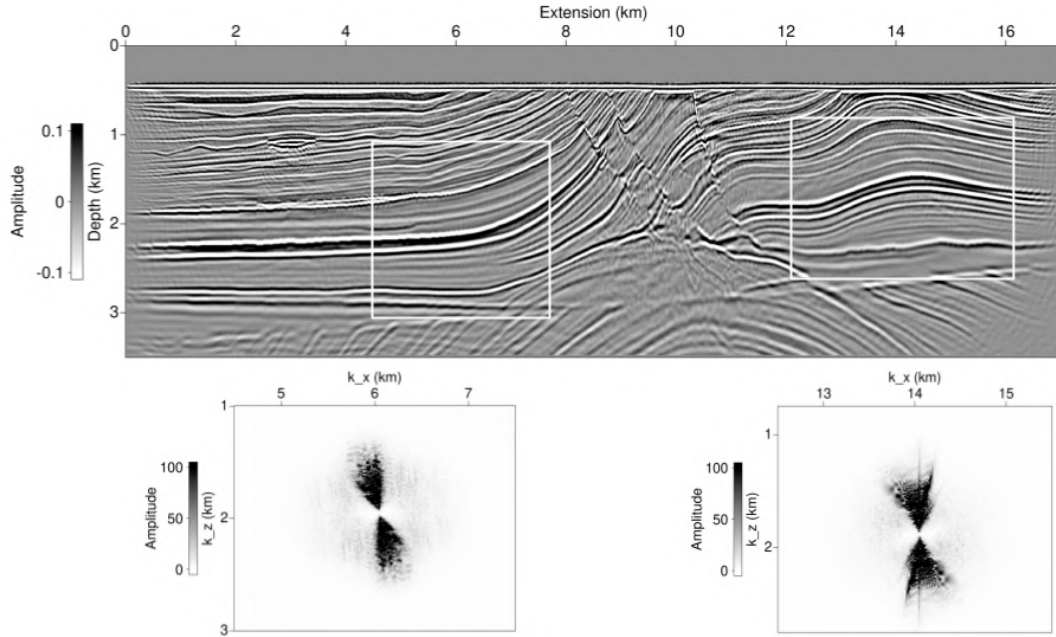 Extension (km)
0 2 4 6 8 10 12 14 16
0
1
2
3
Depth (km)
Amplitude
0.1
0
-0.1
k_x (km)
5 6 7
1
2
3
k_z (km)
Amplitude
100
50
0
k_x (km)
13 14 15
1
2
k_z (km)
Amplitude
100
50
0